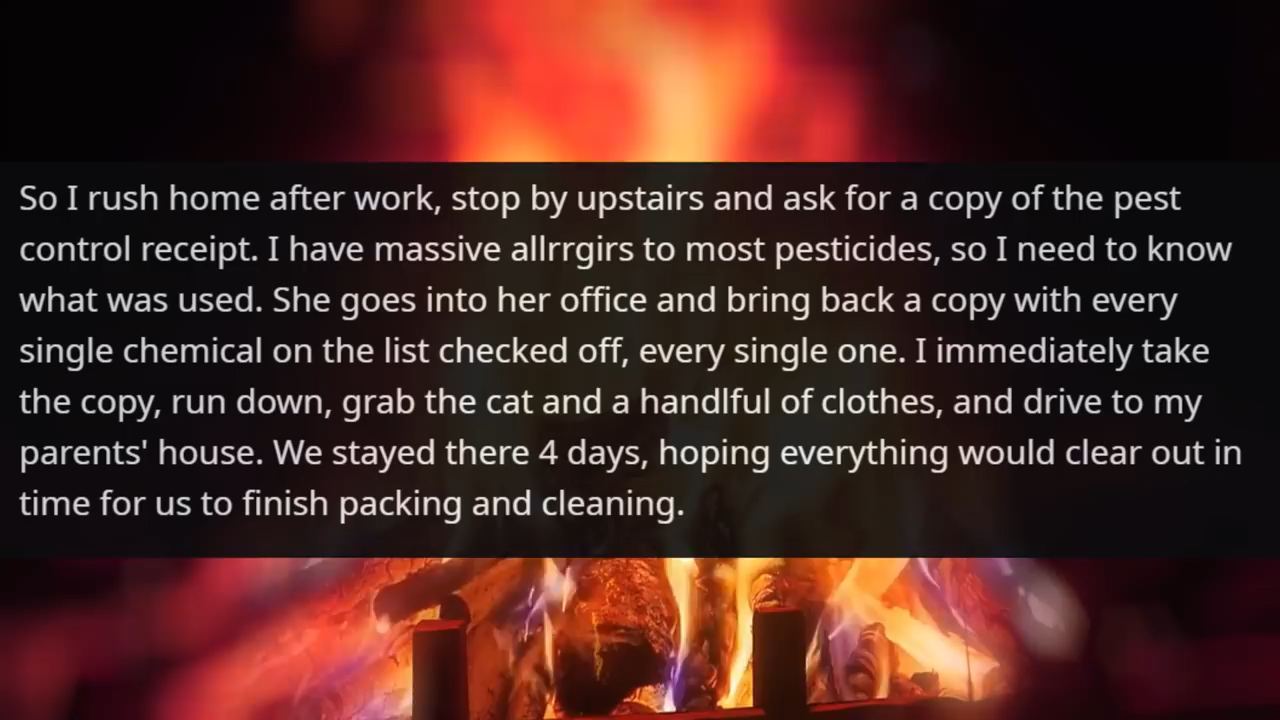 So I rush home after work, stop by upstairs and ask for a copy of the pest
control receipt. I have massive allrrgirs to most pesticides, so I need to know
what was used. She goes into her office and bring back a copy with every
single chemical on the list checked off, every single one. I immediately take
the copy, run down, grab the cat and a handlful of clothes, and drive to my
parents' house. We stayed there 4 days, hoping everything would clear out in
time for us to finish packing and cleaning.